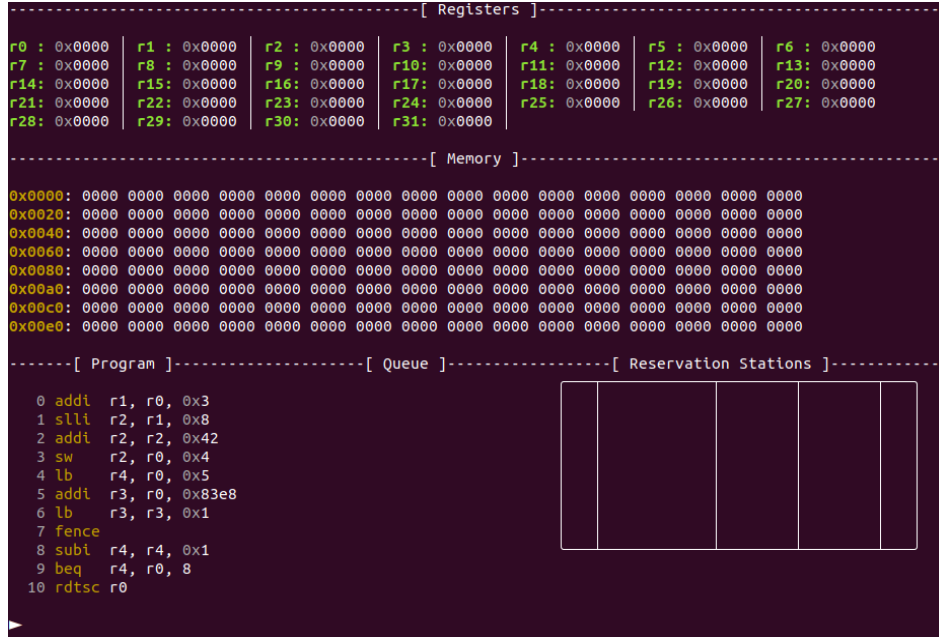 ---------------------------------------------[ Registers ]--------------------------------------------
r0 : 0x0000 | r1 : 0x0000 | r2 : 0x0000 | r3 : 0x0000 | r4 : 0x0000 | r5 : 0x0000 | r6 : 0x0000
r7 : 0x0000 | r8 : 0x0000 | r9 : 0x0000 | r10: 0x0000 | r11: 0x0000 | r12: 0x0000 | r13: 0x0000
r14: 0x0000 | r15: 0x0000 | r16: 0x0000 | r17: 0x0000 | r18: 0x0000 | r19: 0x0000 | r20: 0x0000
r21: 0x0000 | r22: 0x0000 | r23: 0x0000 | r24: 0x0000 | r25: 0x0000 | r26: 0x0000 | r27: 0x0000
r28: 0x0000 | r29: 0x0000 | r30: 0x0000 | r31: 0x0000 |
----------------------------------------------[ Memory ]----------------------------------------------
0x0000: 0000 0000 0000 0000 0000 0000 0000 0000 0000 0000 0000 0000 0000 0000 0000 0000
0x0020: 0000 0000 0000 0000 0000 0000 0000 0000 0000 0000 0000 0000 0000 0000 0000 0000
0x0040: 0000 0000 0000 0000 0000 0000 0000 0000 0000 0000 0000 0000 0000 0000 0000 0000
0x0060: 0000 0000 0000 0000 0000 0000 0000 0000 0000 0000 0000 0000 0000 0000 0000 0000
0x0080: 0000 0000 0000 0000 0000 0000 0000 0000 0000 0000 0000 0000 0000 0000 0000 0000
0x00a0: 0000 0000 0000 0000 0000 0000 0000 0000 0000 0000 0000 0000 0000 0000 0000 0000
0x00c0: 0000 0000 0000 0000 0000 0000 0000 0000 0000 0000 0000 0000 0000 0000 0000 0000
0x00e0: 0000 0000 0000 0000 0000 0000 0000 0000 0000 0000 0000 0000 0000 0000 0000 0000
-------[ Program ]---------------------[ Queue ]------------------[ Reservation Stations ]------------
0 addi r1, r0, 0x3
1 slli r2, r1, 0x8
2 addi r2, r2, 0x42
3 sw r2, r0, 0x4
4 lb r4, r0, 0x5
5 addi r3, r0, 0x83e8
6 lb r3, r3, 0x1
7 fence
8 subi r4, r4, 0x1
9 beq r4, r0, 8
10 rdtsc r0
►